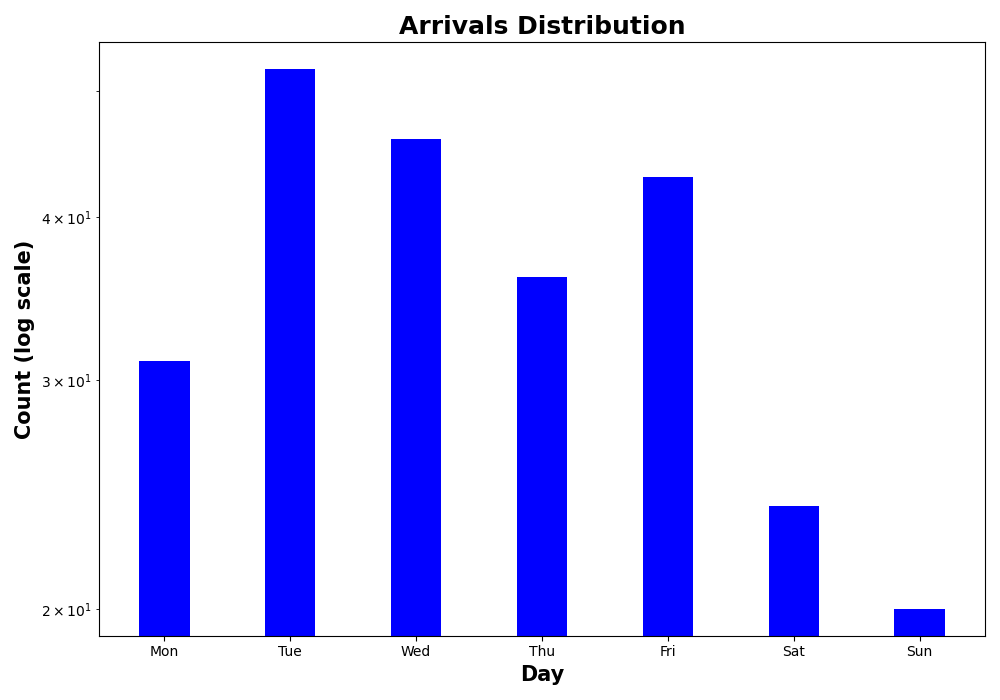 Arrivals Distribution
Count (log scale)
4 × 10¹
3 × 10¹
2 × 10¹
Mon Tue Wed Thu Fri Sat Sun
Day